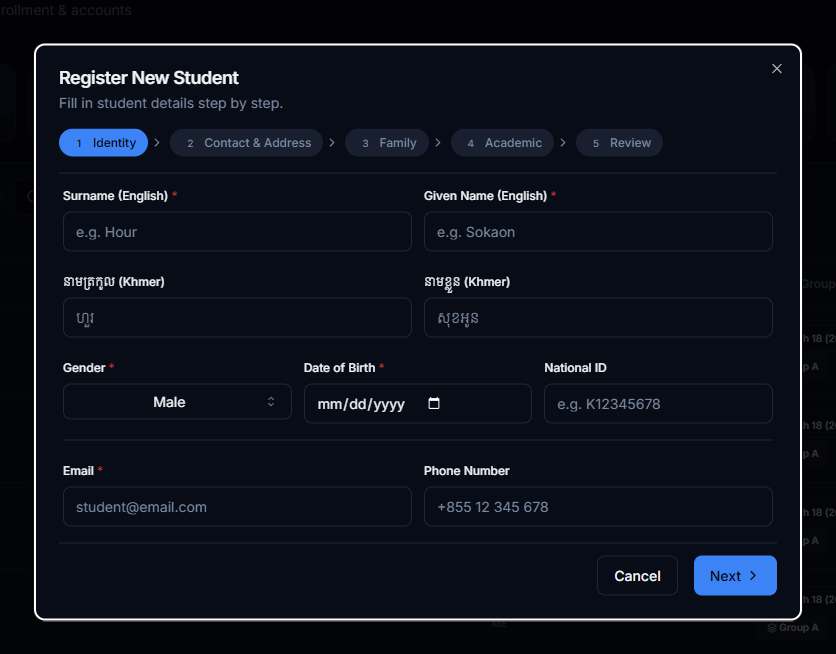 rollment & accounts
Register New Student
Fill in student details step by step.
1 Identity > 2 Contact & Address > 3 Family > 4 Academic > 5 Review
Surname (English) * Given Name (English) *
e.g. Hour e.g. Sokaon
នាមត្រកូល (Khmer) នាមខ្លួន (Khmer)
ហួរ សុខអូន
Gender * Date of Birth * National ID
Male mm/dd/yyyy e.g. K12345678
Email * Phone Number
student@email.com +855 12 345 678
Cancel Next >
Group A